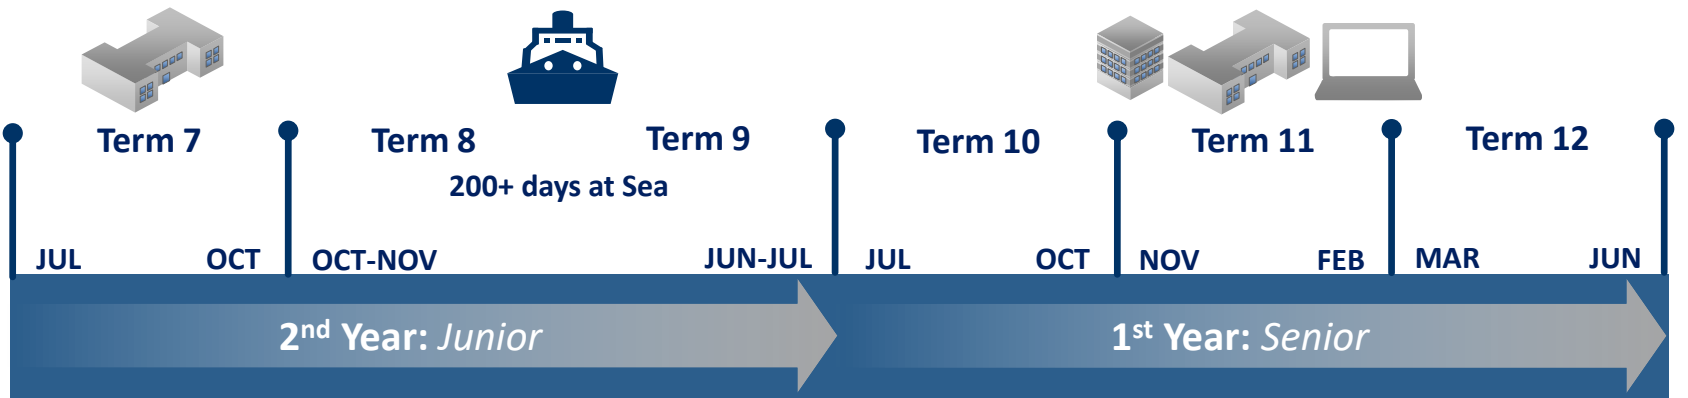 Term 7
Term 8
Term 9
Term 10
Term 11
Term 12
200+ days at Sea
JUL
OCT
OCT-NOV
JUN-JUL
JUL
OCT
NOV
FEB
MAR
JUN
2nd Year: Junior
1st Year: Senior